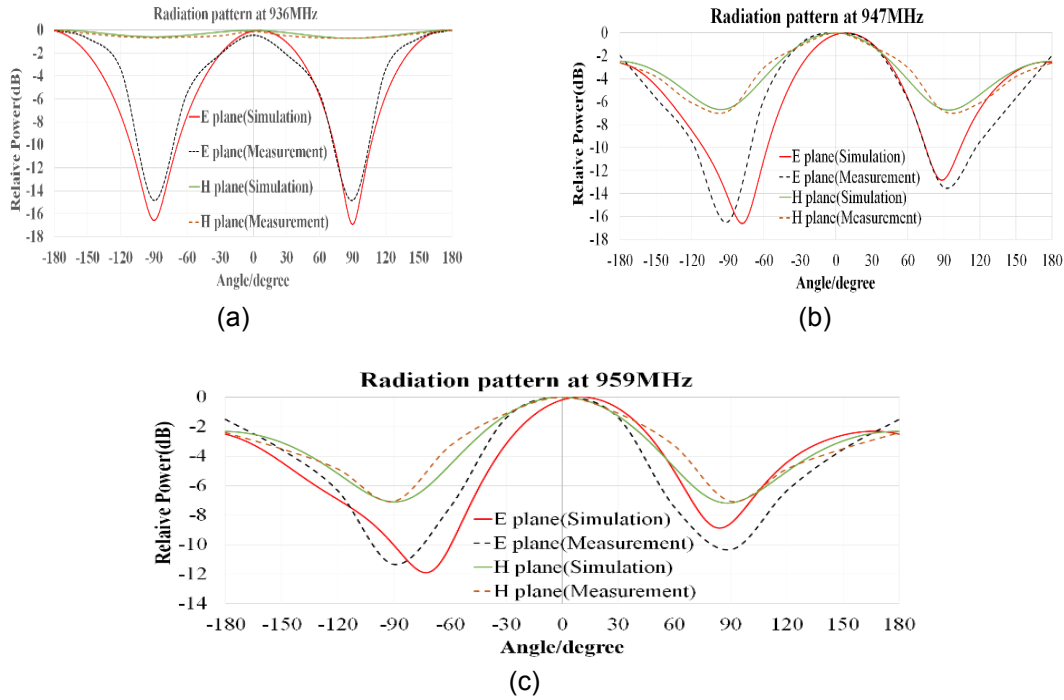 Radiation pattern at 936MHz
Relaive Power(dB)
0
-2
-4
-6
-8
-10
-12
-14
-16
-18
E plane(Simulation)
E plane(Measurement)
H plane(Simulation)
H plane(Measurement)
-180 -150 -120 -90 -60 -30 0 30 60 90 120 150 180
Angle/degree
(a)
Radiation pattern at 947MHz
Relaive Power(dB)
0
-2
-4
-6
-8
-10
-12
-14
-16
-18
E plane(Simulation)
E plane(Measurement)
H plane(Simulation)
H plane(Measurement)
-180 -150 -120 -90 -60 -30 0 30 60 90 120 150 180
Angle/degree
(b)
Radiation pattern at 959MHz
Relaive Power(dB)
0
-2
-4
-6
-8
-10
-12
-14
E plane(Simulation)
E plane(Measurement)
H plane(Simulation)
H plane(Measurement)
-180 -150 -120 -90 -60 -30 0 30 60 90 120 150 180
Angle/degree
(c)